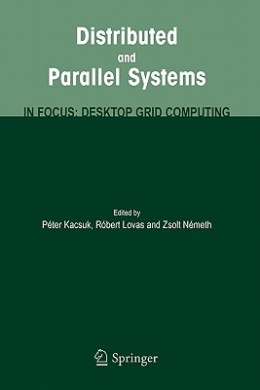 Distributed
and
Parallel Systems
IN FOCUS: DESKTOP GRID COMPUTING
Edited by
Péter Kacsuk, Róbert Lovas and Zsolt Németh
Springer